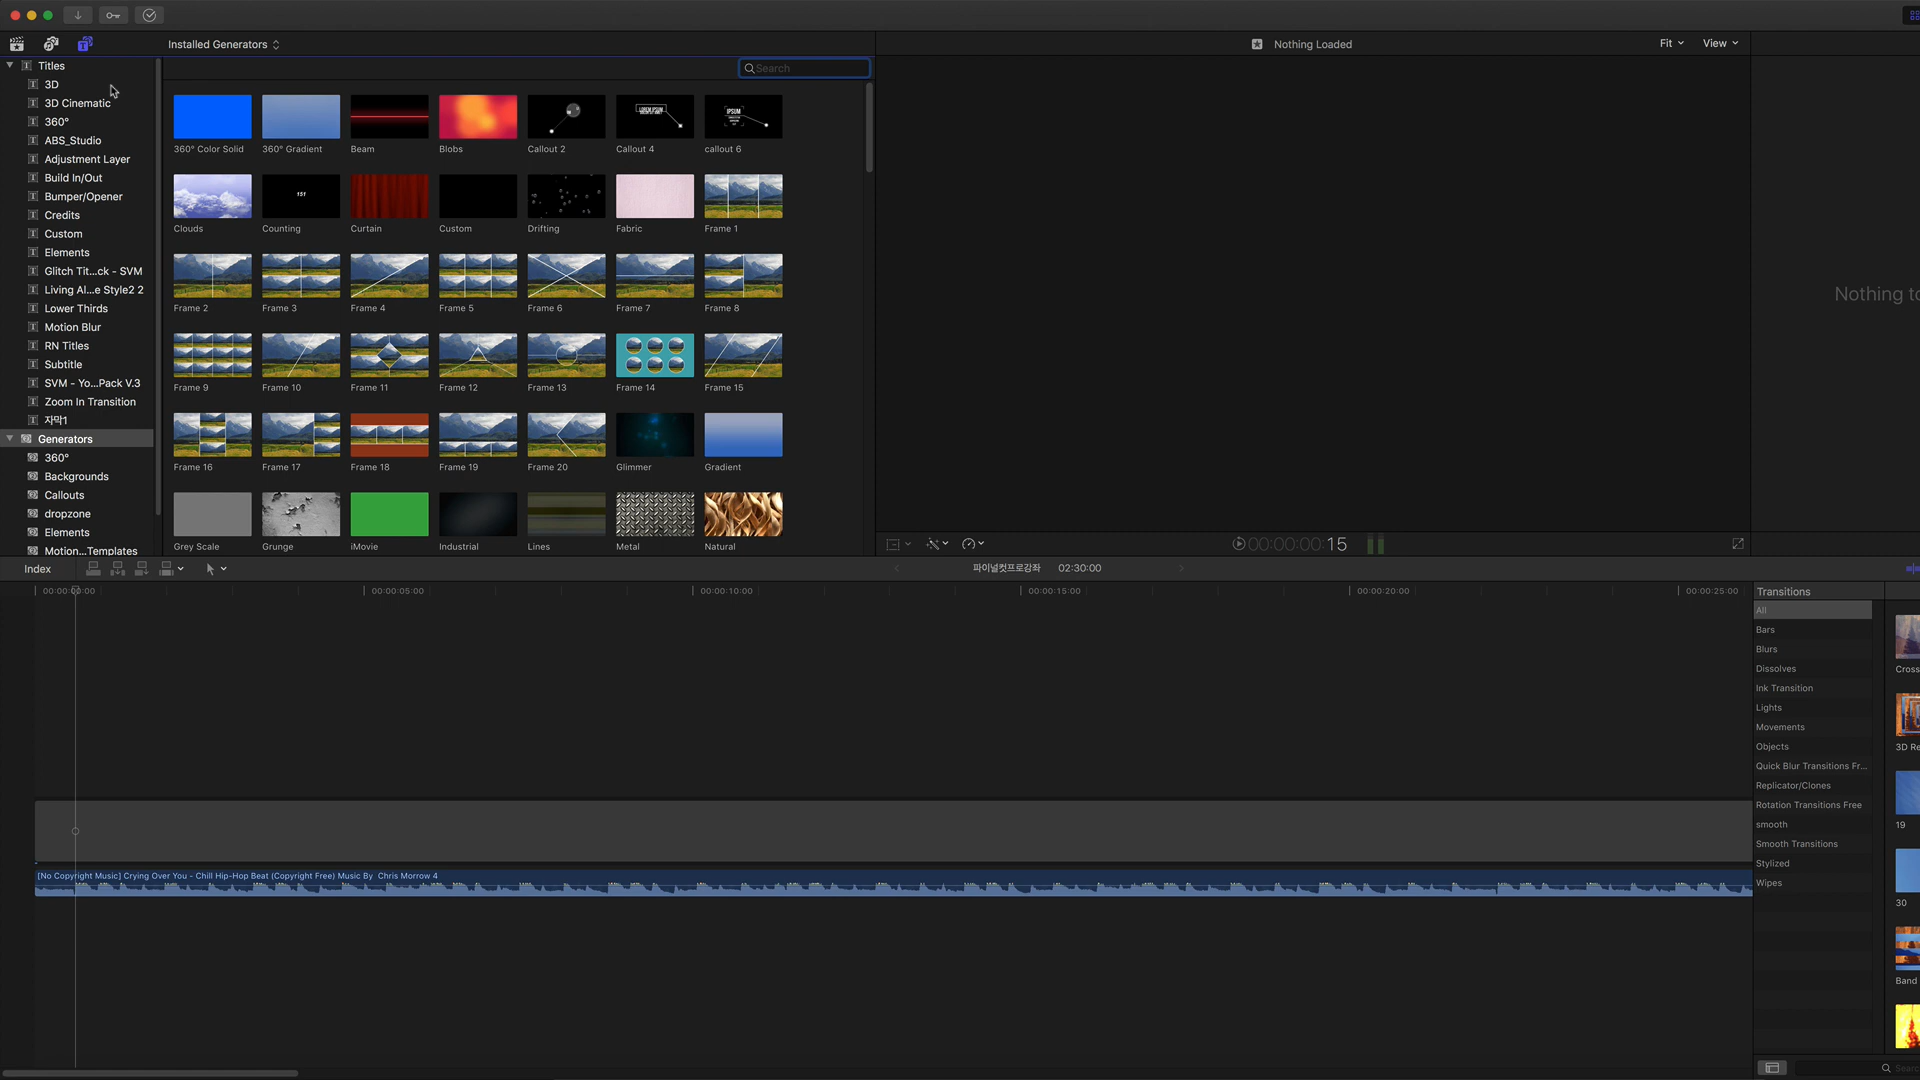 Installed Generators
Nothing Loaded
Fit
View
Search
Titles
3D
3D Cinematic
360°
ABS_Studio
Adjustment Layer
Build In/Out
Bumper/Opener
Credits
Custom
Elements
Glitch Tit...ck - SVM
Living Al...e Style2 2
Lower Thirds
Motion Blur
RN Titles
Subtitle
SVM - Yo...Pack V.3
Zoom In Transition
자막1
Generators
360°
Backgrounds
Callouts
dropzone
Elements
Motion...Templates
LOREM IPSUM
IPSUM
360° Color Solid
360° Gradient
Beam
Blobs
Callout 2
Callout 4
callout 6
151
Clouds
Counting
Curtain
Custom
Drifting
Fabric
Frame 1
Frame 2
Frame 3
Frame 4
Frame 5
Frame 6
Frame 7
Frame 8
Frame 9
Frame 10
Frame 11
Frame 12
Frame 13
Frame 14
Frame 15
Frame 16
Frame 17
Frame 18
Frame 19
Frame 20
Glimmer
Gradient
Grey Scale
Grunge
iMovie
Industrial
Lines
Metal
Natural
Nothing to
00:00:00:15
Index
파이널컷프로강좌
02:30:00
00:00:00:00
00:00:05:00
00:00:10:00
00:00:15:00
00:00:20:00
00:00:25:00
[No Copyright Music] Crying Over You - Chill Hip-Hop Beat (Copyright Free) Music By Chris Morrow 4
Transitions
All
Bars
Blurs
Dissolves
Ink Transition
Lights
Movements
Objects
Quick Blur Transitions Fr...
Replicator/Clones
Rotation Transitions Free
smooth
Smooth Transitions
Stylized
Wipes
Cross
3D Re
19
30
Band
Searc